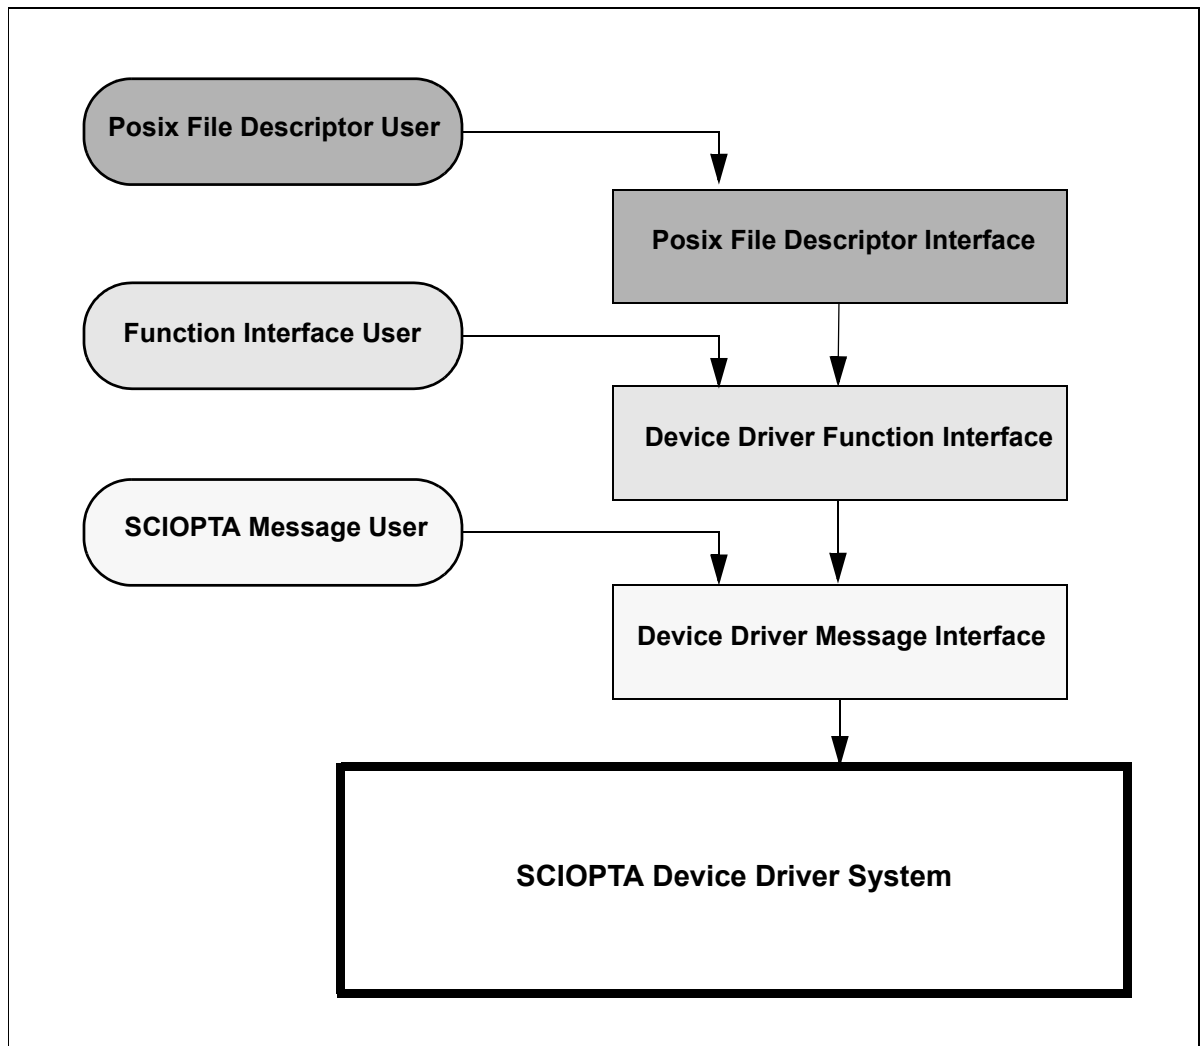 Posix File Descriptor User
Posix File Descriptor Interface
Function Interface User
Device Driver Function Interface
SCIOPTA Message User
Device Driver Message Interface
SCIOPTA Device Driver System